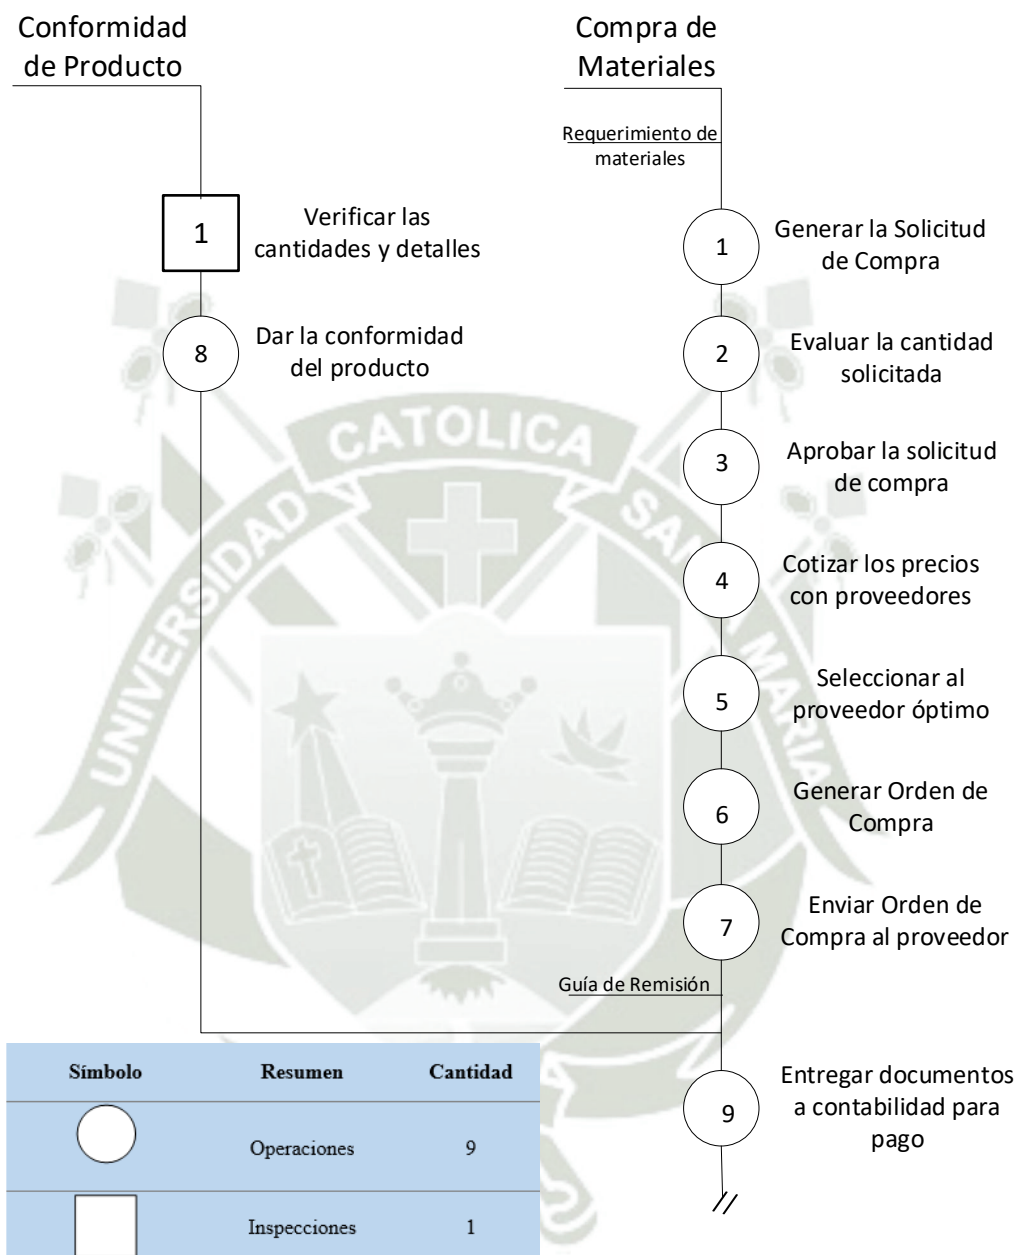 Conformidad
de Producto
Compra de
Materiales
Requerimiento de
materiales
1
Verificar las
cantidades y detalles
1
Generar la Solicitud
de Compra
8
Dar la conformidad
del producto
2
Evaluar la cantidad
solicitada
3
Aprobar la solicitud
de compra
4
Cotizar los precios
con proveedores
5
Seleccionar al
proveedor óptimo
6
Generar Orden de
Compra
7
Enviar Orden de
Compra al proveedor
Guía de Remisión
9
Entregar documentos
a contabilidad para
pago
Símbolo Resumen Cantidad
Operaciones 9
Inspecciones 1
UNIVERSIDAD
CATOLICA